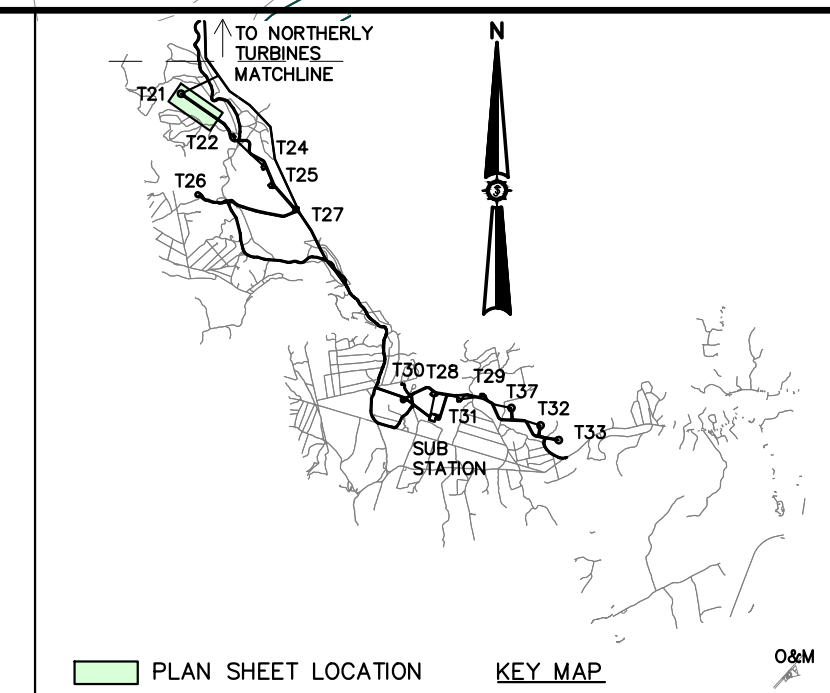 TO NORTHERLY
TURBINES
MATCHLINE
N
T21
T22
T24
T25
T26
T27
T30
T28
T29
T37
T31
T32
T33
SUB
STATION
PLAN SHEET LOCATION
KEY MAP
O&M